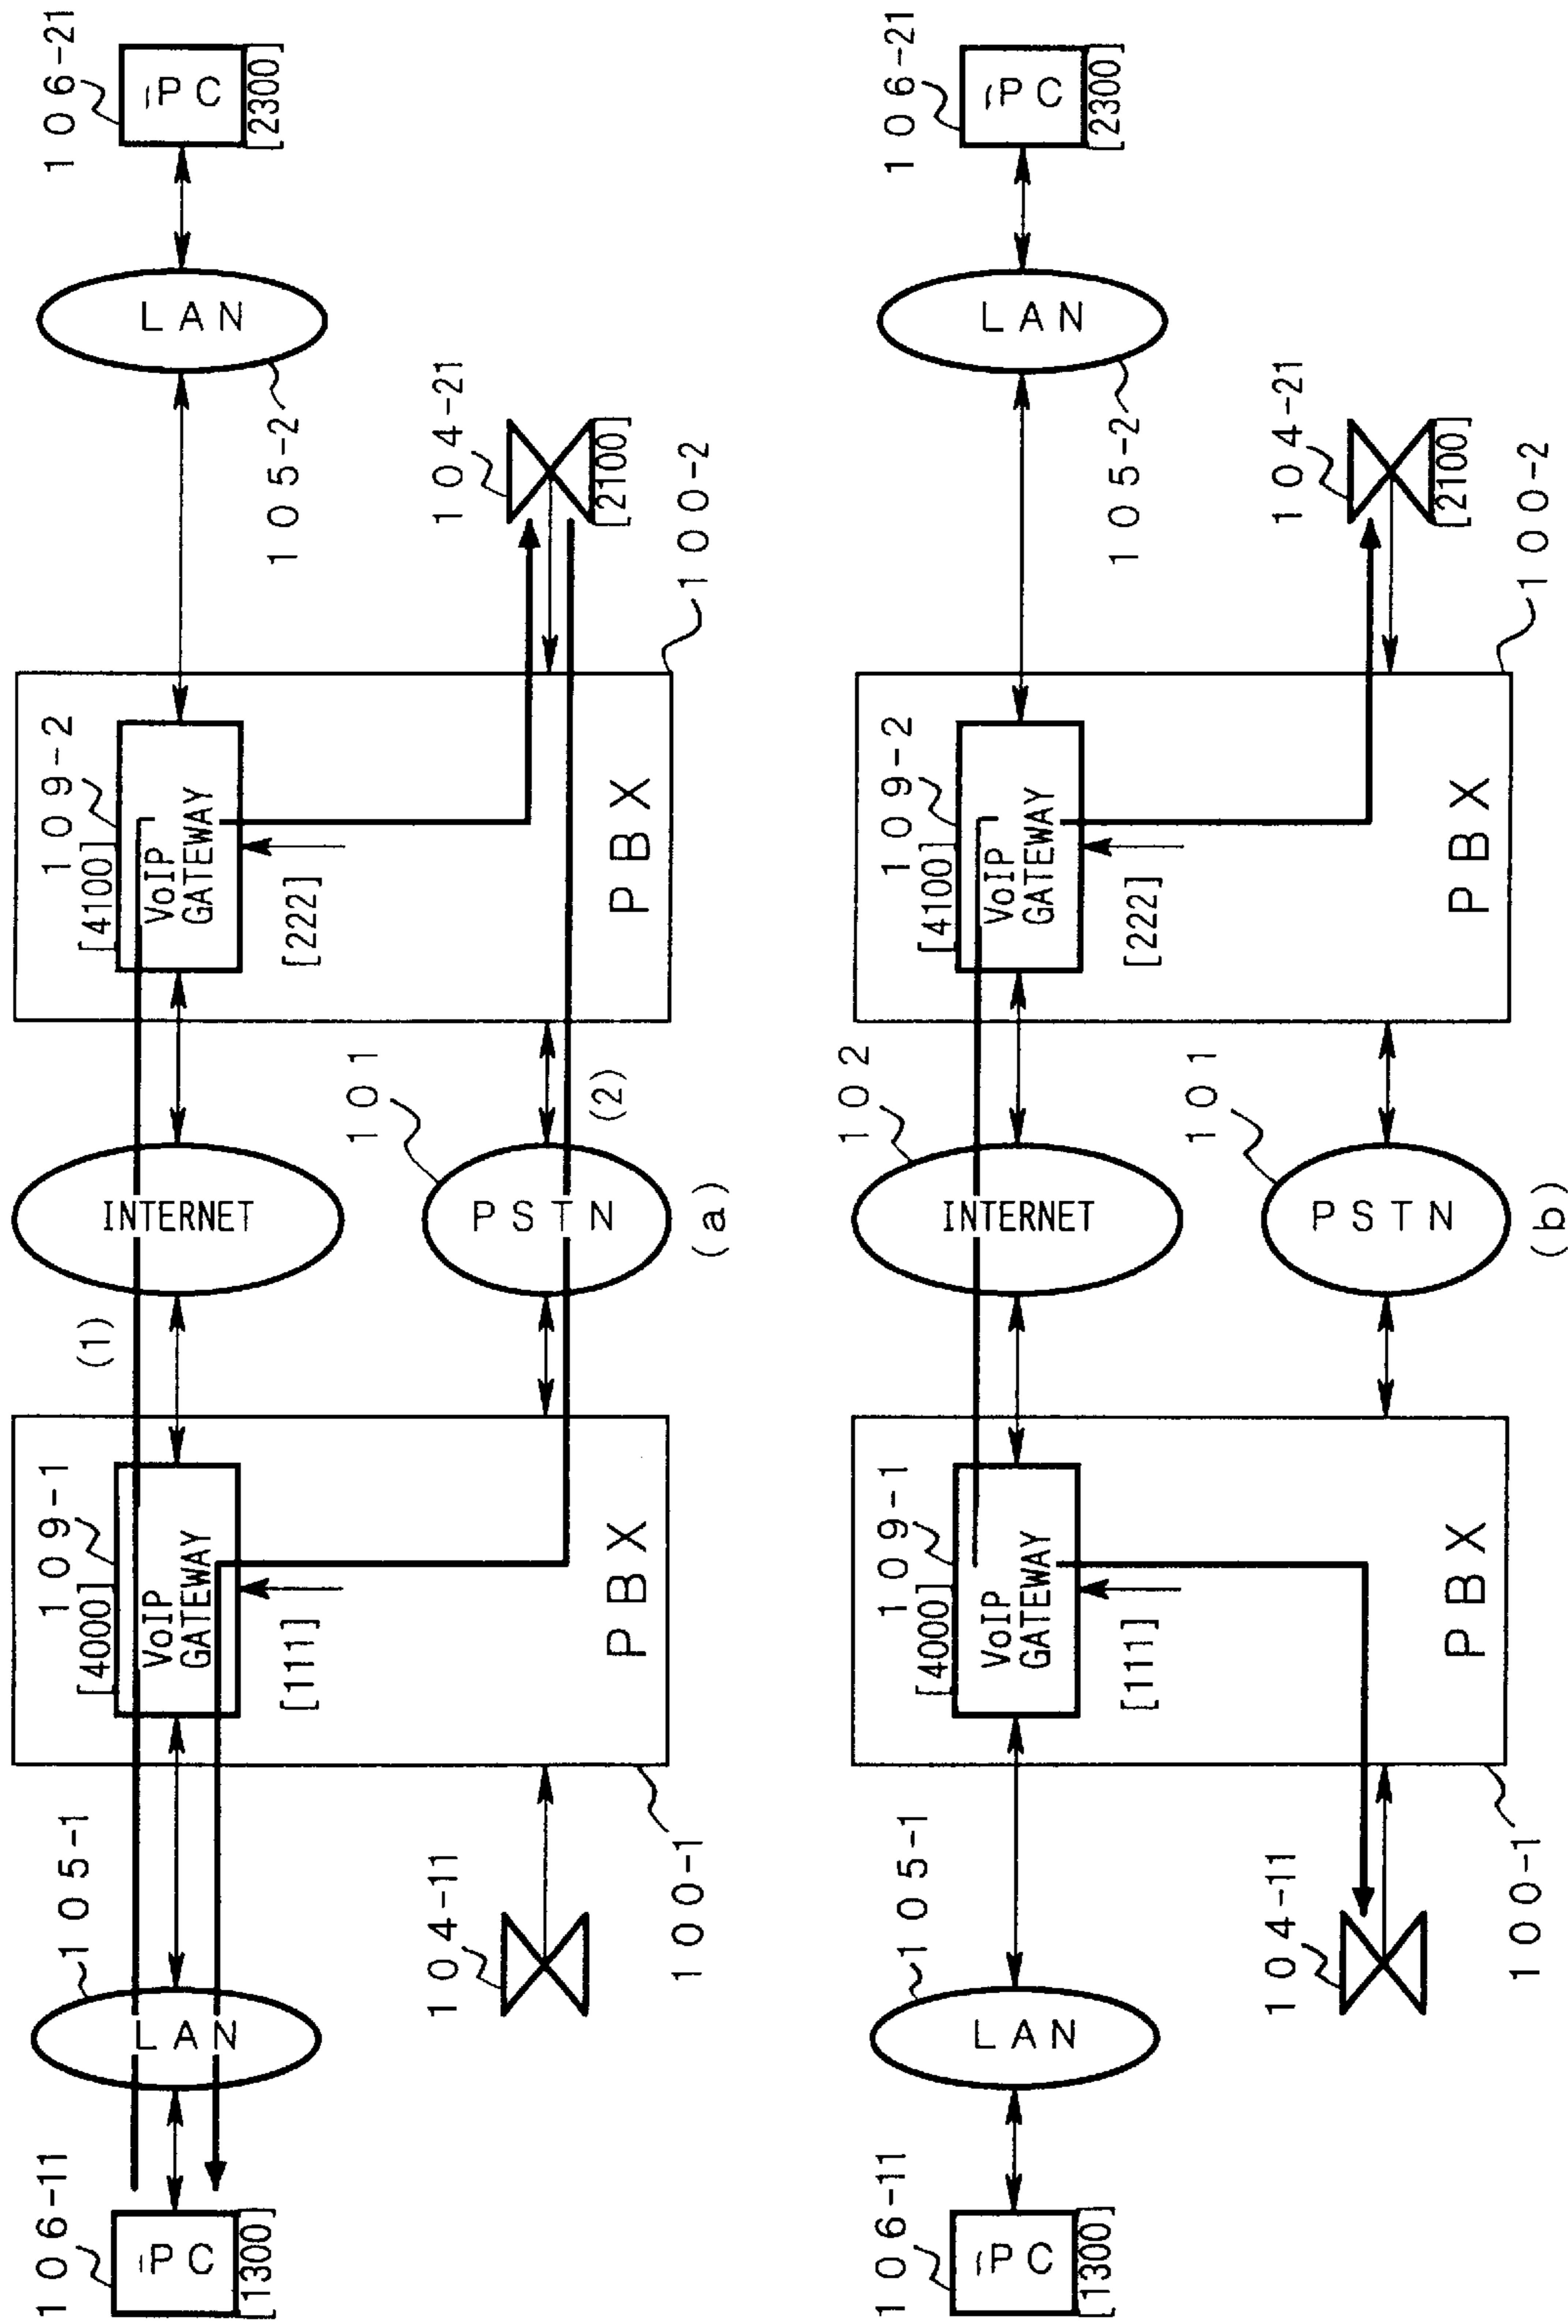 106-11
105-1
109-1
109-2
106-21
[4000]
(1)
[4100]
LAN
VoIP
GATEWAY
INTERNET
VoIP
GATEWAY
LAN
PC
PC
[1300]
[2300]
[111]
[222]
105-2
101
104-11
104-21
PSTN
(2)
[2100]
PBX
PBX
100-1
100-2
(a)
106-11
105-1
109-1
102
109-2
106-21
[4000]
[4100]
LAN
VoIP
GATEWAY
INTERNET
VoIP
GATEWAY
LAN
PC
PC
[1300]
[2300]
[111]
[222]
105-2
101
104-11
104-21
PSTN
[2100]
PBX
PBX
100-1
100-2
(b)